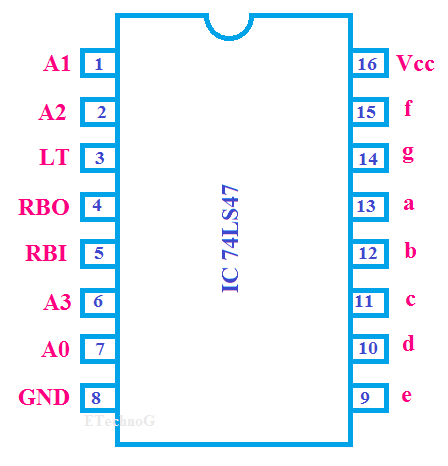 A1 1 16 Vcc
A2 2 15 f
LT 3 14 g
RBO 4 13 a
RBI 5 12 b
A3 6 11 c
A0 7 10 d
GND 8 9 e
IC 74LS47
ETechnoG